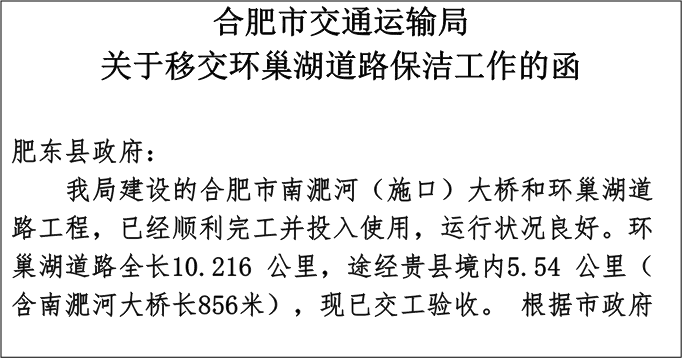 合肥市交通运输局
关于移交环巢湖道路保洁工作的函
肥东县政府：
我局建设的合肥市南淝河（施口）大桥和环巢湖道
路工程，已经顺利完工并投入使用，运行状况良好。环
巢湖道路全长10.216 公里，途经贵县境内5.54 公里（
含南淝河大桥长856米），现已交工验收。 根据市政府